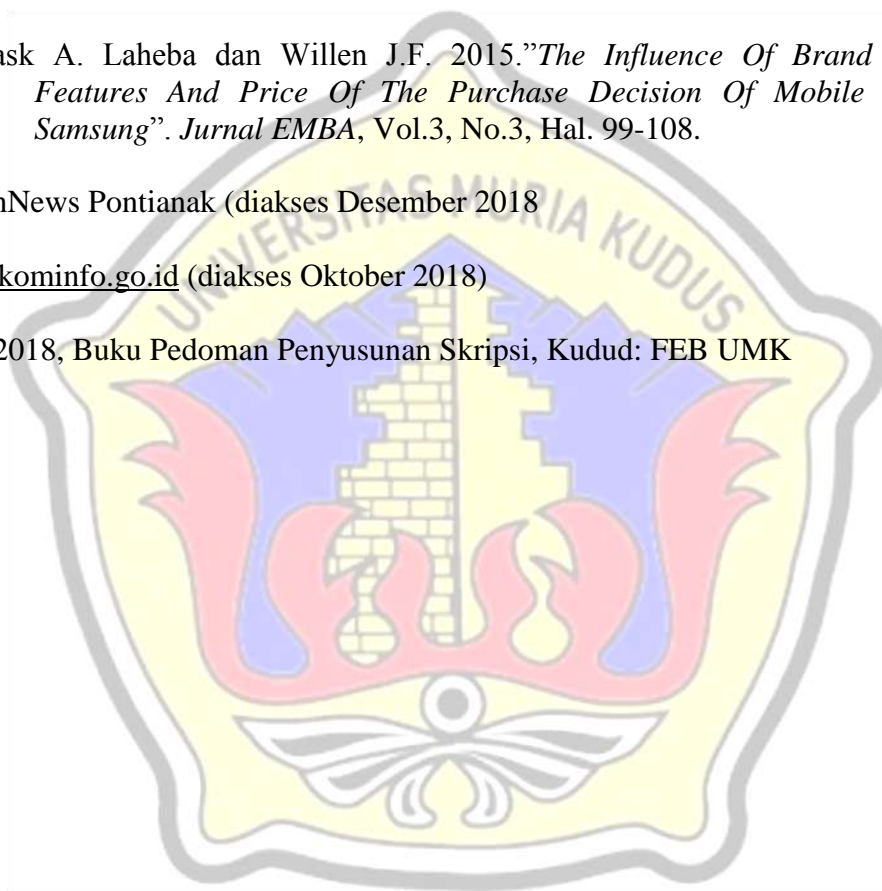 ask A. Laheba dan Willen J.F. 2015.”The Influence Of Brand
Features And Price Of The Purchase Decision Of Mobile
Samsung”. Jurnal EMBA, Vol.3, No.3, Hal. 99-108.
nNews Pontianak (diakses Desember 2018
kominfo.go.id (diakses Oktober 2018)
2018, Buku Pedoman Penyusunan Skripsi, Kudud: FEB UMK
UNIVERSITAS MURIA KUDUS